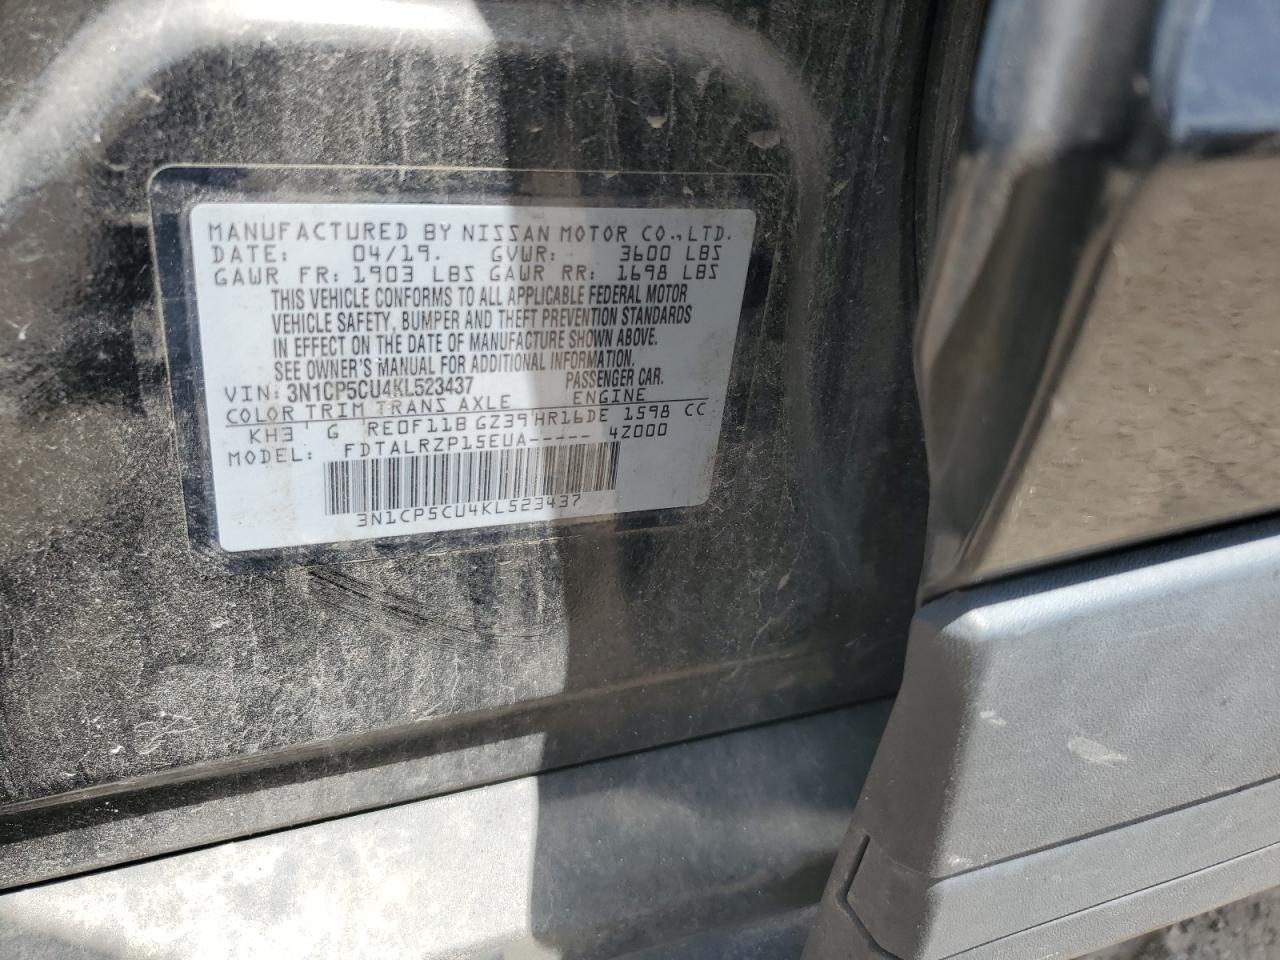 MANUFACTURED BY NISSAN MOTOR CO.,LTD.
DATE: 04/19. GVWR: 3600 LBS
GAWR FR: 1903 LBS GAWR RR: 1698 LBS
THIS VEHICLE CONFORMS TO ALL APPLICABLE FEDERAL MOTOR
VEHICLE SAFETY, BUMPER AND THEFT PREVENTION STANDARDS
IN EFFECT ON THE DATE OF MANUFACTURE SHOWN ABOVE.
SEE OWNER'S MANUAL FOR ADDITIONAL INFORMATION.
VIN: 3N1CP5CU4KL523437 PASSENGER CAR.
COLOR TRIM TRANS AXLE ENGINE
KH3 G RE0F11B GZ39 HR16DE 1598 CC
MODEL: FDTALRZP15EUA----- 4Z000
3N1CP5CU4KL523437